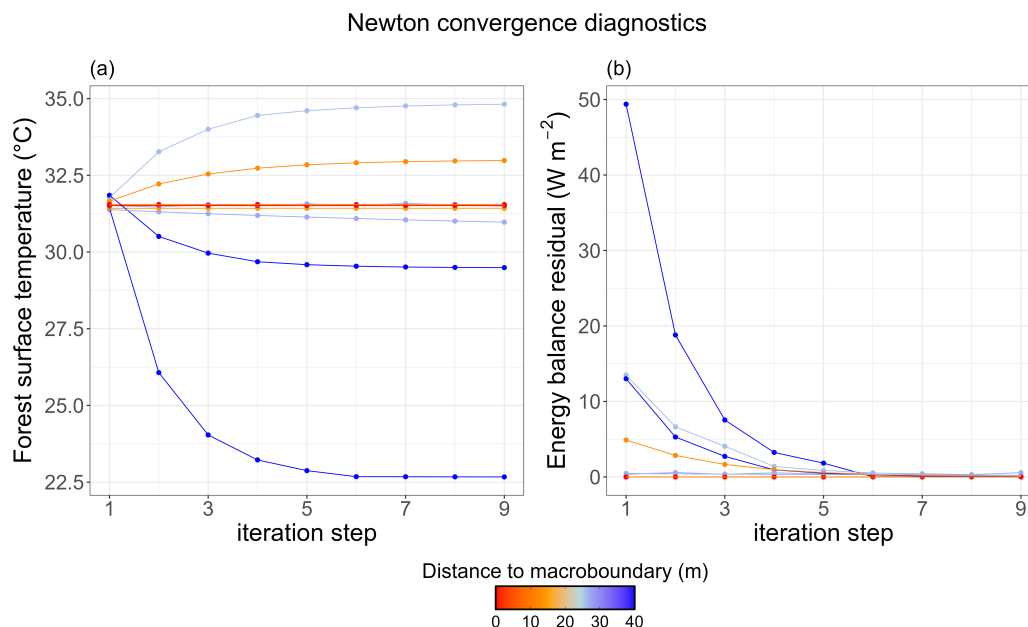 Newton convergence diagnostics
(a)
(b)
Forest surface temperature (°C)
35.0
32.5
30.0
27.5
25.0
22.5
1 3 5 7 9
iteration step
Energy balance residual (W m⁻²)
50
40
30
20
10
0
1 3 5 7 9
iteration step
Distance to macroboundary (m)
0 10 20 30 40